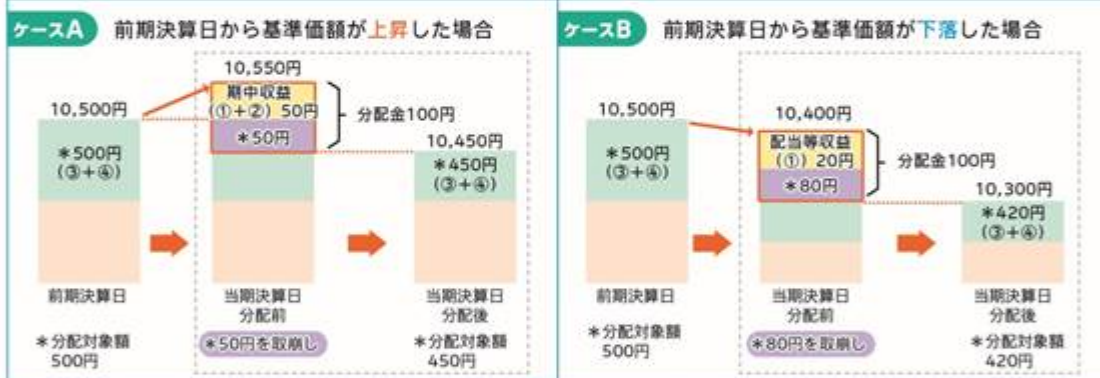 ケースA 前期決算日から基準価額が上昇した場合
10,550円
期中収益
(①+②) 50円
*50円
分配金100円
10,500円
*500円
(③+④)
10,450円
*450円
(③+④)
前期決算日
当期決算日
分配前
当期決算日
分配後
*分配対象額
500円
*50円を取崩し
*分配対象額
450円
ケースB 前期決算日から基準価額が下落した場合
10,500円
*500円
(③+④)
10,400円
配当等収益
(①) 20円
*80円
分配金100円
10,300円
*420円
(③+④)
前期決算日
当期決算日
分配前
当期決算日
分配後
*分配対象額
500円
*80円を取崩し
*分配対象額
420円